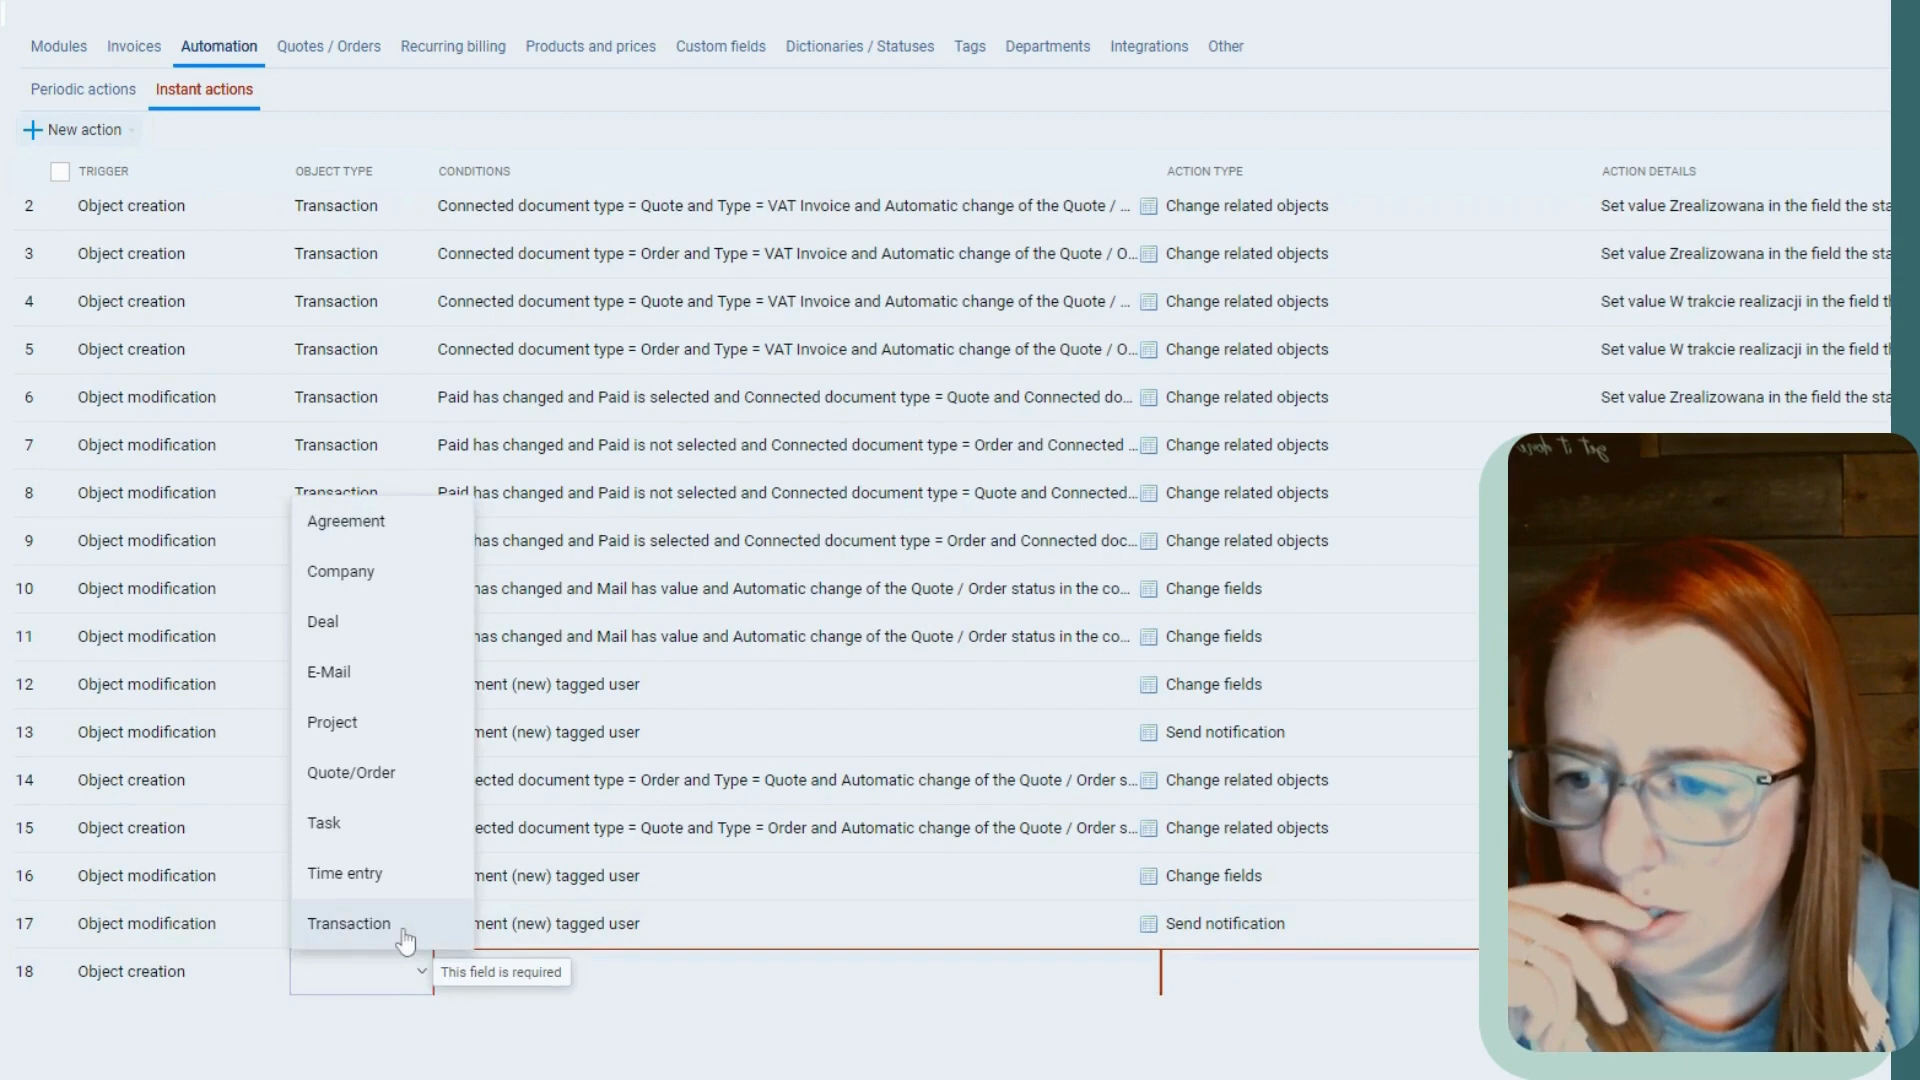 Modules Invoices Automation Quotes / Orders Recurring billing Products and prices Custom fields Dictionaries / Statuses Tags Departments Integrations Other
Periodic actions Instant actions
New action
TRIGGER OBJECT TYPE CONDITIONS ACTION TYPE ACTION DETAILS
2 Object creation Transaction Connected document type = Quote and Type = VAT Invoice and Automatic change of the Quote / ... Change related objects Set value Zrealizowana in the field the sta
3 Object creation Transaction Connected document type = Order and Type = VAT Invoice and Automatic change of the Quote / O... Change related objects Set value Zrealizowana in the field the sta
4 Object creation Transaction Connected document type = Quote and Type = VAT Invoice and Automatic change of the Quote / ... Change related objects Set value W trakcie realizacji in the field t
5 Object creation Transaction Connected document type = Order and Type = VAT Invoice and Automatic change of the Quote / O... Change related objects Set value W trakcie realizacji in the field t
6 Object modification Transaction Paid has changed and Paid is selected and Connected document type = Quote and Connected do... Change related objects Set value Zrealizowana in the field the sta
7 Object modification Transaction Paid has changed and Paid is not selected and Connected document type = Order and Connected ... Change related objects
8 Object modification Transaction Paid has changed and Paid is not selected and Connected document type = Quote and Connected... Change related objects
Agreement
9 Object modification has changed and Paid is selected and Connected document type = Order and Connected doc... Change related objects
Company
10 Object modification has changed and Mail has value and Automatic change of the Quote / Order status in the co... Change fields
Deal
11 Object modification has changed and Mail has value and Automatic change of the Quote / Order status in the co... Change fields
E-Mail
12 Object modification ment (new) tagged user Change fields
Project
13 Object modification ment (new) tagged user Send notification
Quote/Order
14 Object creation ected document type = Order and Type = Quote and Automatic change of the Quote / Order s... Change related objects
Task
15 Object creation ected document type = Quote and Type = Order and Automatic change of the Quote / Order s... Change related objects
Time entry
16 Object modification ment (new) tagged user Change fields
Transaction
17 Object modification ment (new) tagged user Send notification
18 Object creation This field is required